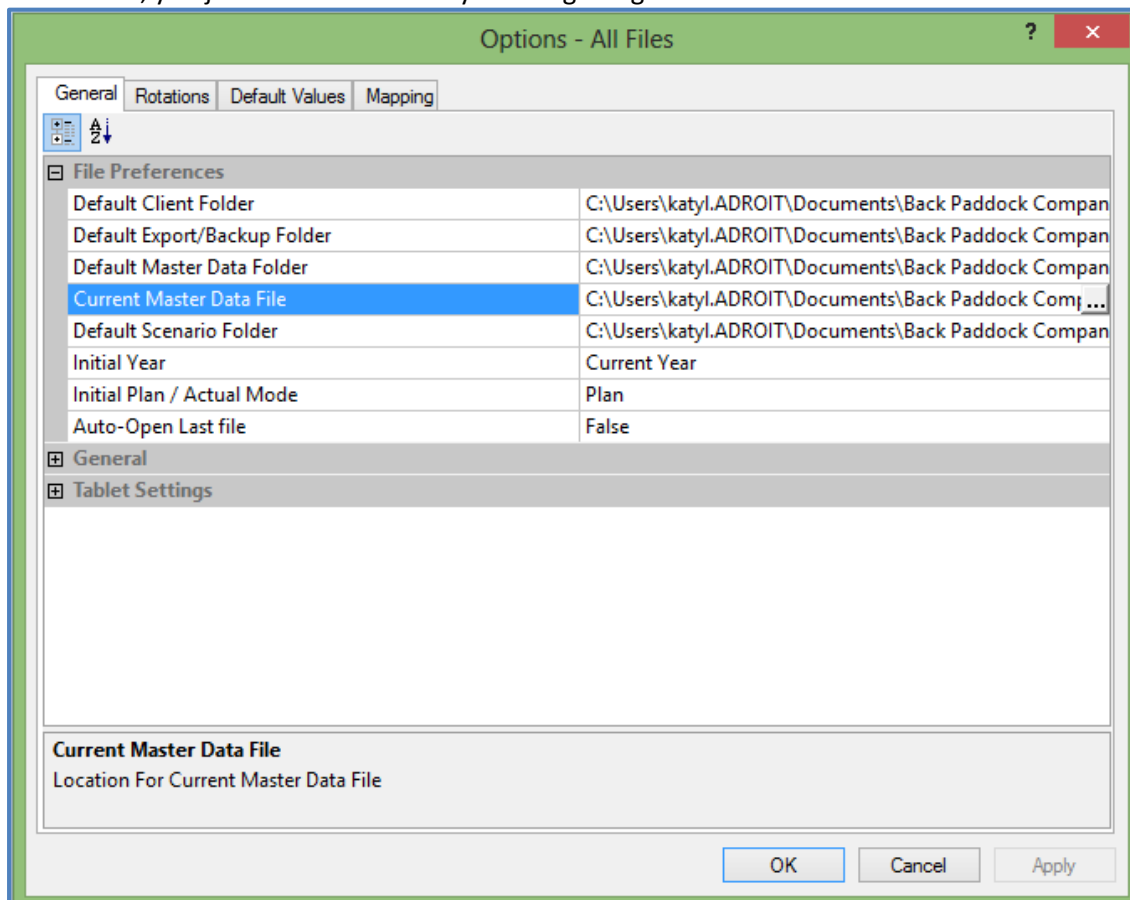 Options - All Files ?
General Rotations Default Values Mapping
File Preferences
Default Client Folder C:\Users\katyl.ADROIT\Documents\Back Paddock Compan
Default Export/Backup Folder C:\Users\katyl.ADROIT\Documents\Back Paddock Compan
Default Master Data Folder C:\Users\katyl.ADROIT\Documents\Back Paddock Compan
Current Master Data File C:\Users\katyl.ADROIT\Documents\Back Paddock Comp ...
Default Scenario Folder C:\Users\katyl.ADROIT\Documents\Back Paddock Compan
Initial Year Current Year
Initial Plan / Actual Mode Plan
Auto-Open Last file False
General
Tablet Settings
Current Master Data File
Location For Current Master Data File
OK Cancel Apply